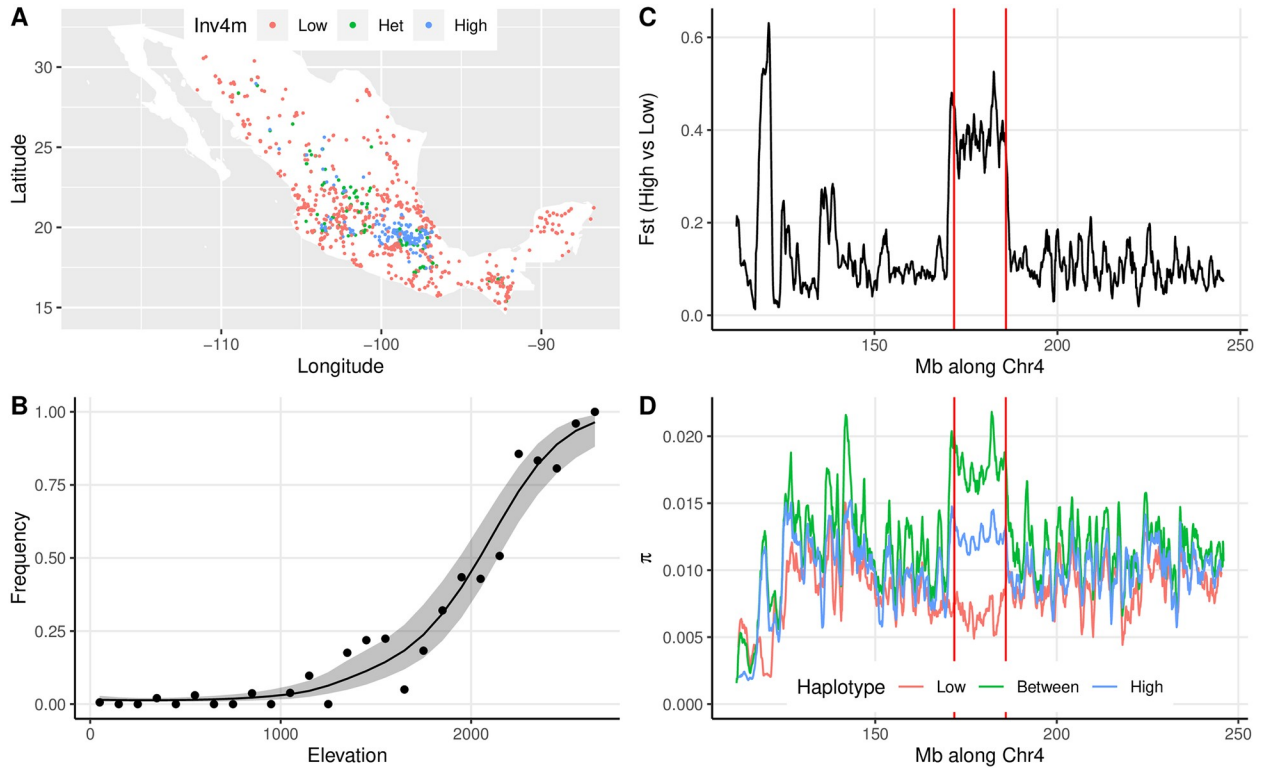 A
Inv4m Low Het High
30
25
20
15
−110 −100 −90
Latitude
Longitude
B
1.00
0.75
0.50
0.25
0.00
0 1000 2000
Frequency
Elevation
C
0.6
0.4
0.2
0.0
150 200 250
Fst (High vs Low)
Mb along Chr4
D
0.020
0.015
0.010
0.005
0.000
Haplotype Low Between High
150 200 250
π
Mb along Chr4